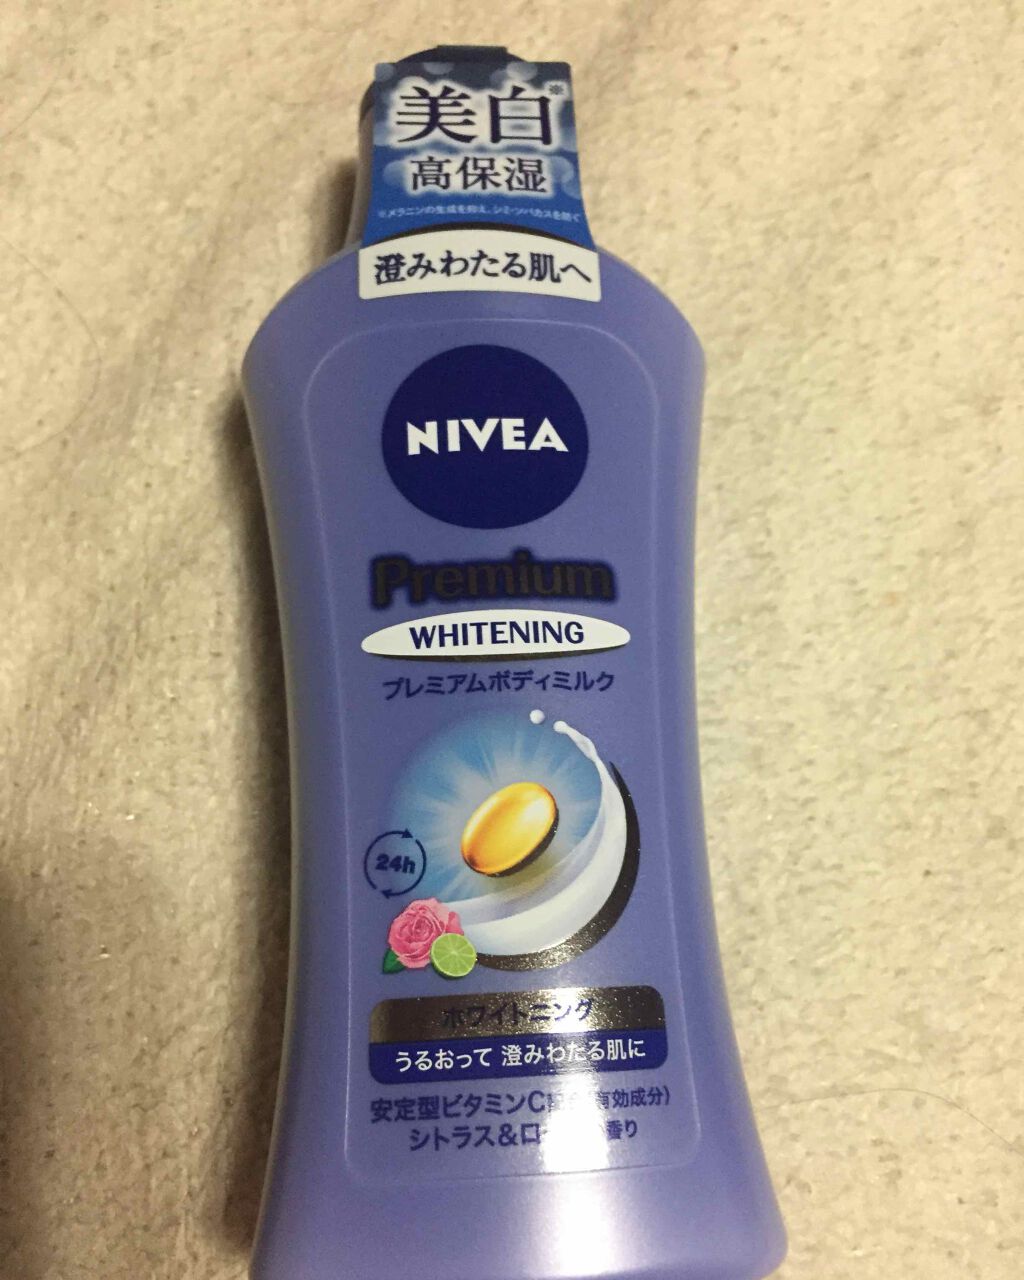 美白※
高保湿
※メラニンの生成を抑え、シミ・ソバカスを防ぐ
澄みわたる肌へ
NIVEA
Premium
WHITENING
プレミアムボディミルク
24h
ホワイトニング
うるおって 澄みわたる肌に
安定型ビタミンC 有効成分)
シトラス&ロ 香り